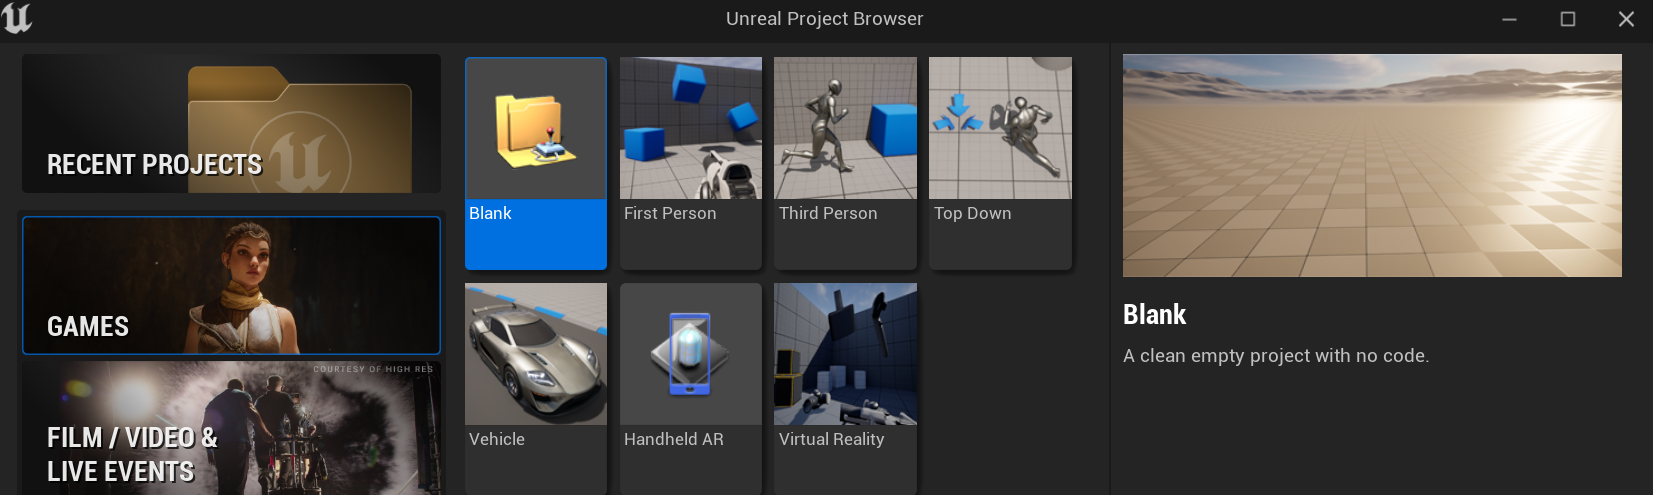 Unreal Project Browser
RECENT PROJECTS
GAMES
COURTESY OF HIGH RES
FILM / VIDEO &
LIVE EVENTS
Blank
First Person
Third Person
Top Down
Vehicle
Handheld AR
Virtual Reality
Blank
A clean empty project with no code.